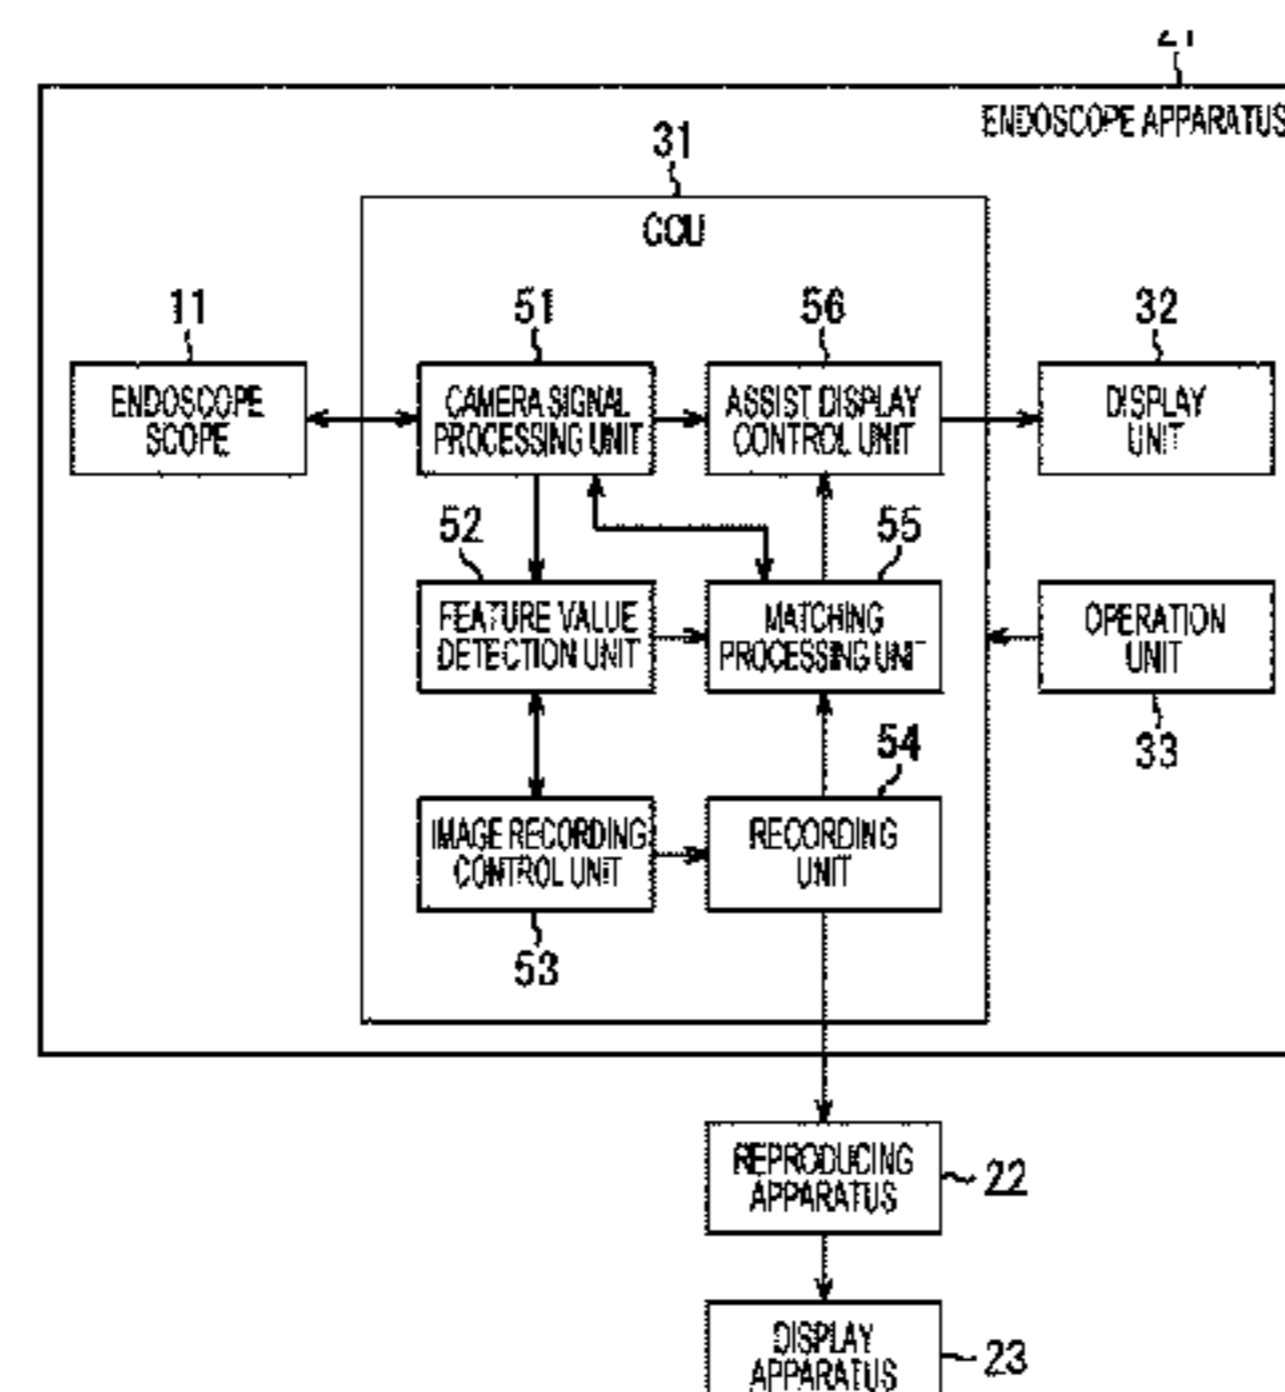 ENDOSCOPE APPARATUS
31
CCU
11
51
56
32
ENDOSCOPE
SCOPE
CAMERA SIGNAL
PROCESSING UNIT
ASSIST DISPLAY
CONTROL UNIT
DISPLAY
UNIT
52
55
FEATURE VALUE
DETECTION UNIT
MATCHING
PROCESSING UNIT
OPERATION
UNIT
33
54
IMAGE RECORDING
CONTROL UNIT
RECORDING
UNIT
53
REPRODUCING
APPARATUS
22
DISPLAY
APPARATUS
23